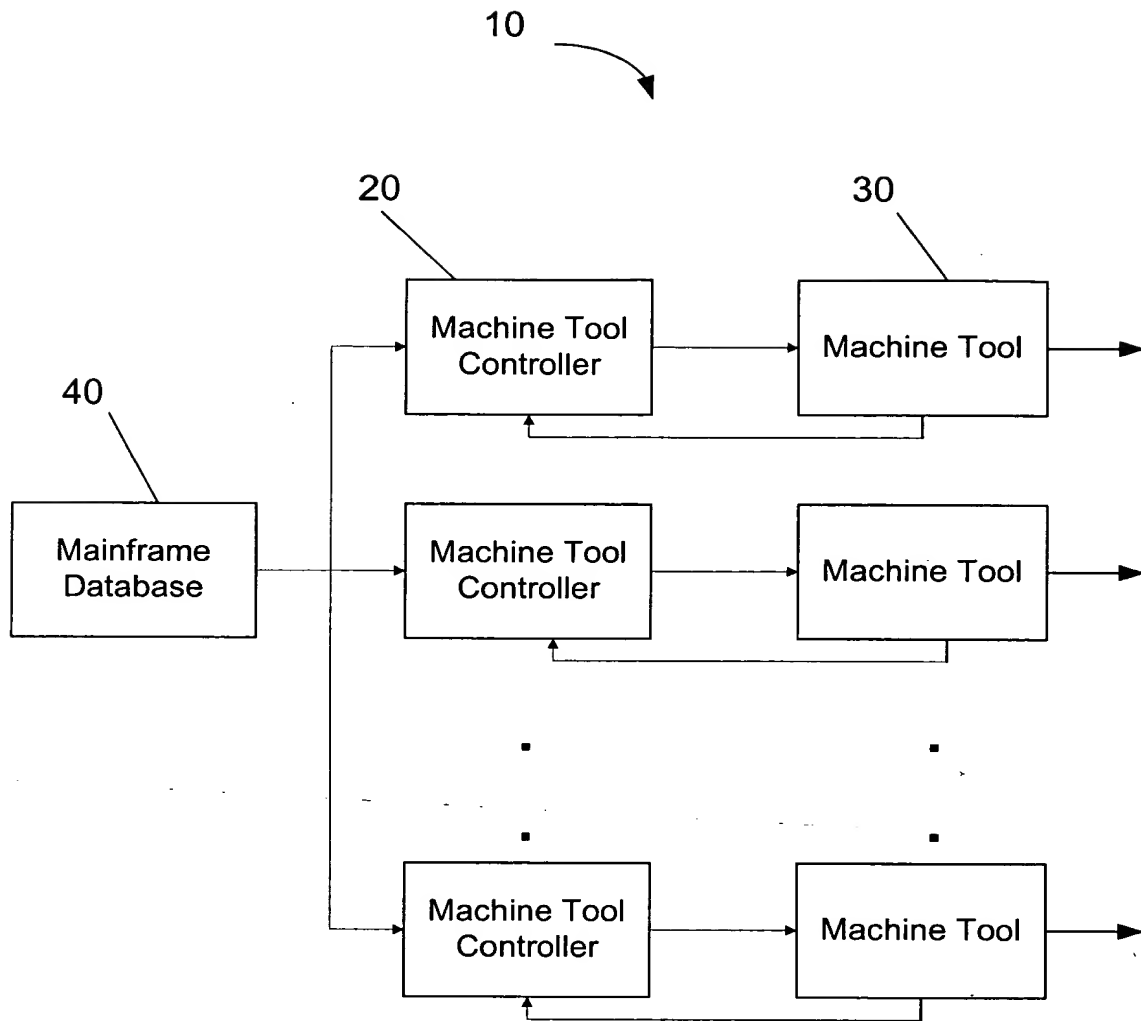 10
20
30
Machine Tool
Controller
Machine Tool
40
Mainframe
Database
Machine Tool
Controller
Machine Tool
Machine Tool
Controller
Machine Tool